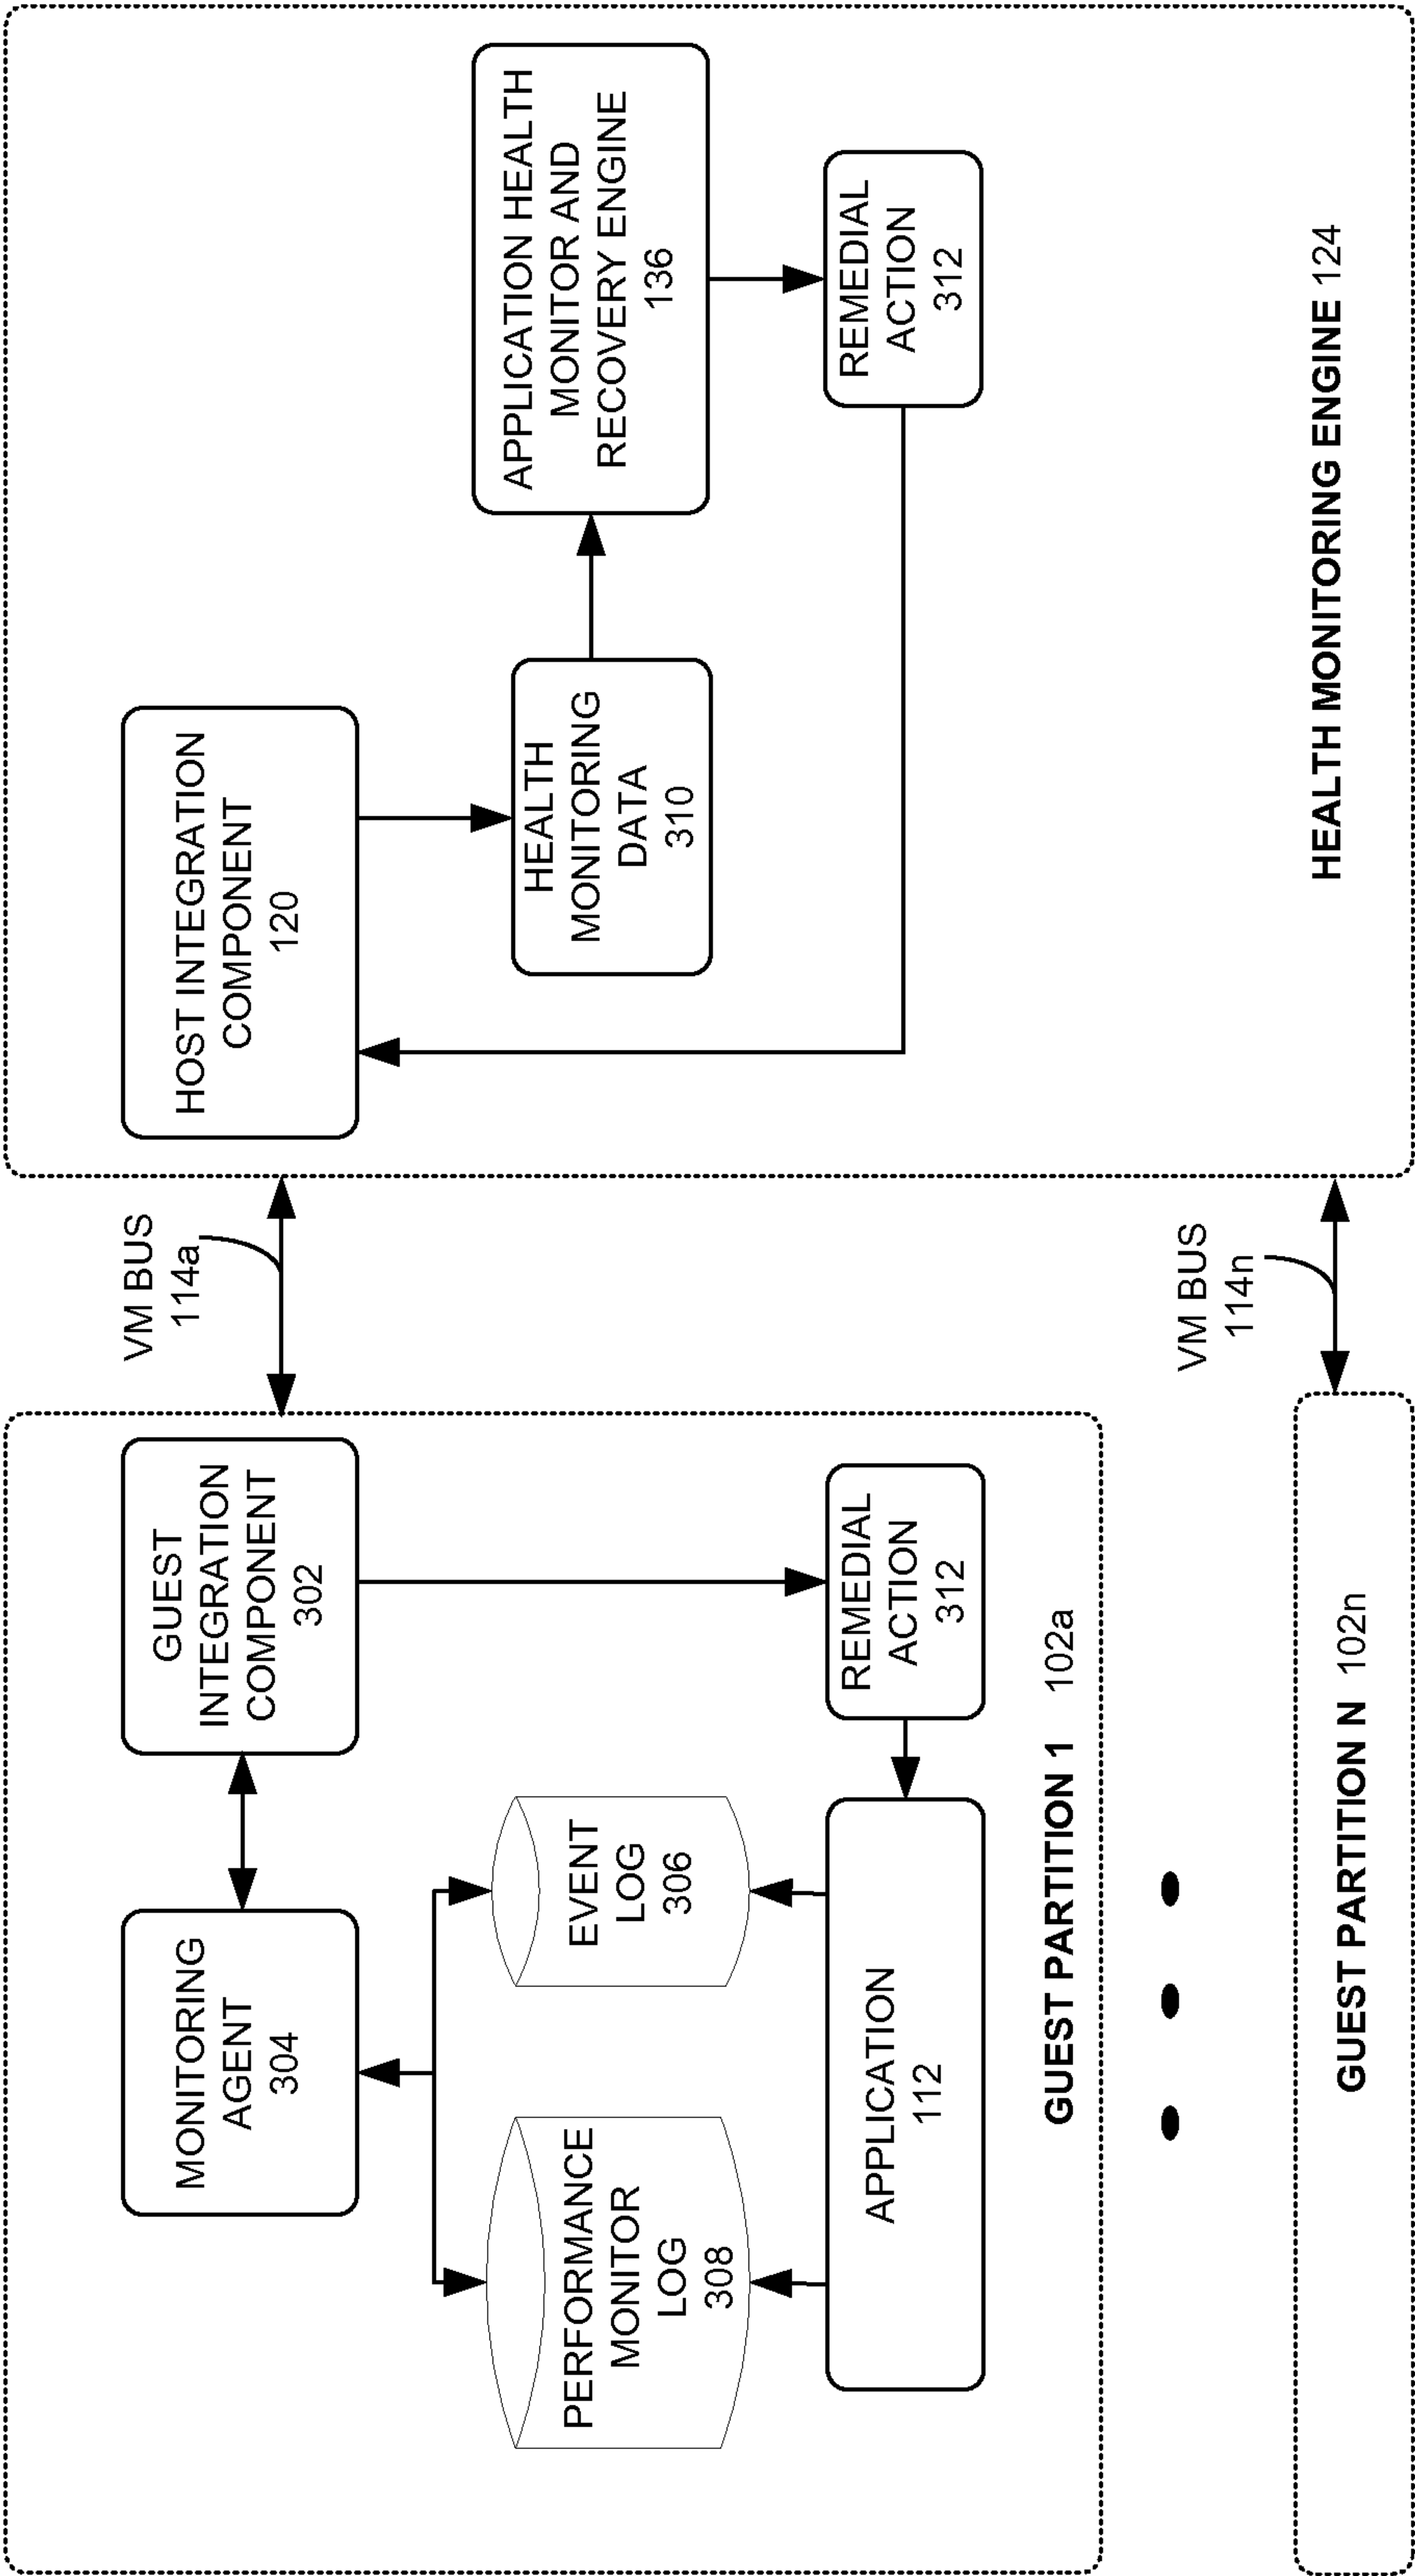 MONITORING
AGENT
304
GUEST
INTEGRATION
COMPONENT
302
VM BUS
114a
HOST INTEGRATION
COMPONENT
120
PERFORMANCE
MONITOR
LOG
308
EVENT
LOG
306
HEALTH
MONITORING
DATA
310
APPLICATION HEALTH
MONITOR AND
RECOVERY ENGINE
136
APPLICATION
112
REMEDIAL
ACTION
312
REMEDIAL
ACTION
312
GUEST PARTITION 1 102a
VM BUS
114n
GUEST PARTITION N 102n
HEALTH MONITORING ENGINE 124